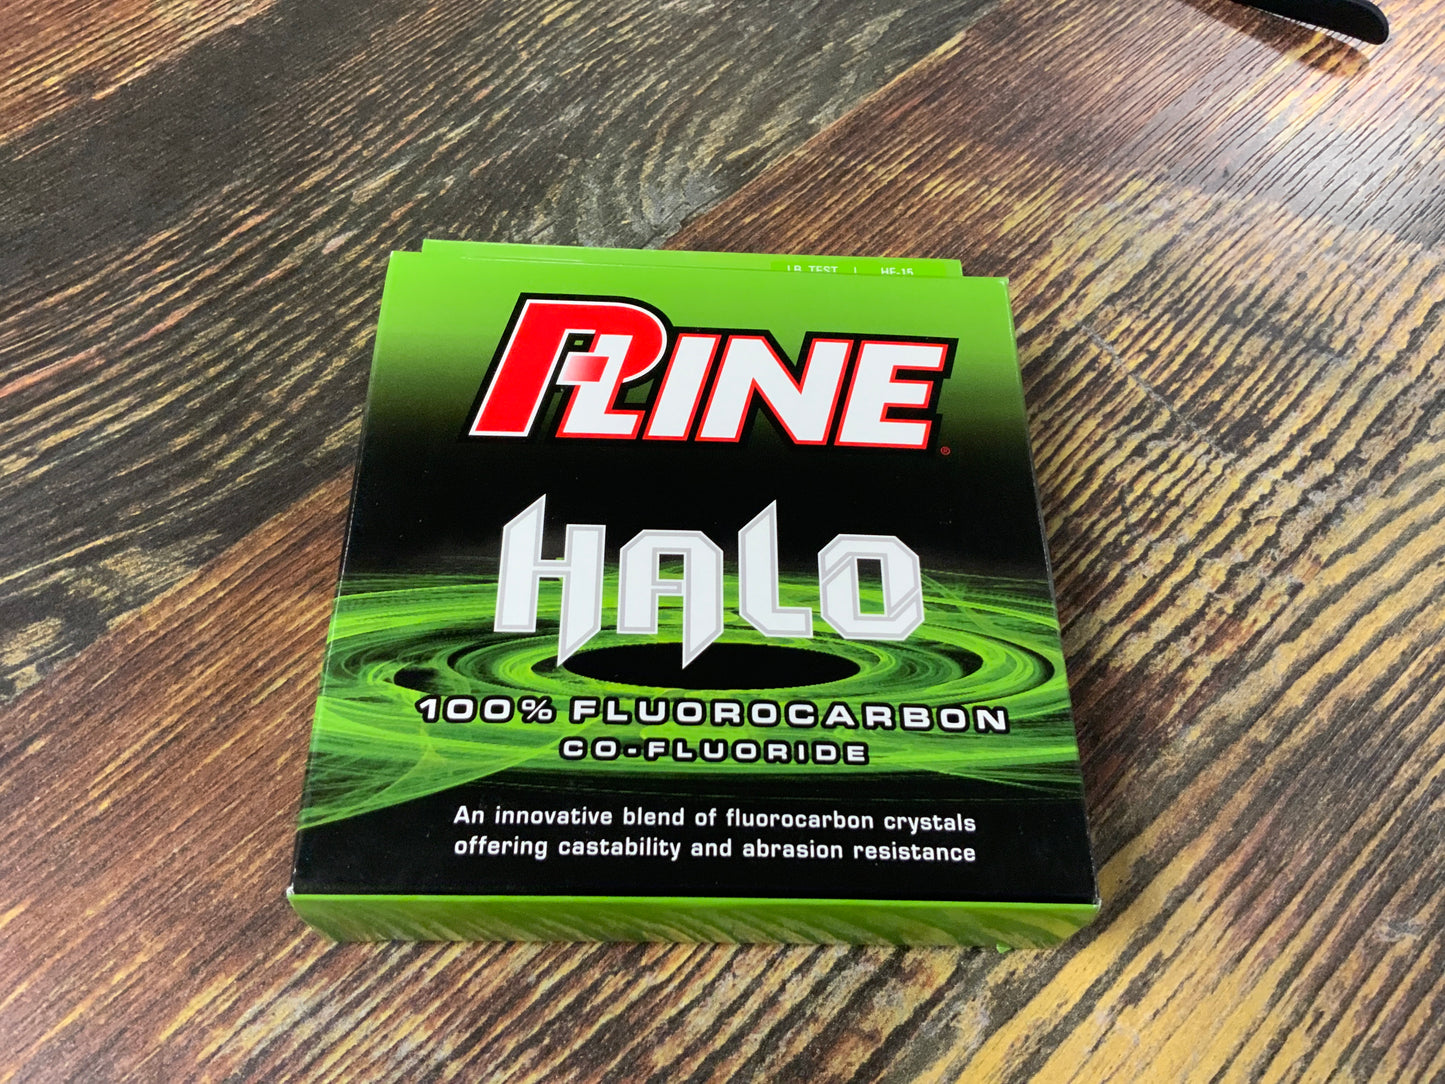 LB TEST | HF-15
P-LINE®
HALO
100% FLUOROCARBON
CO-FLUORIDE
An innovative blend of fluorocarbon crystals
offering castability and abrasion resistance